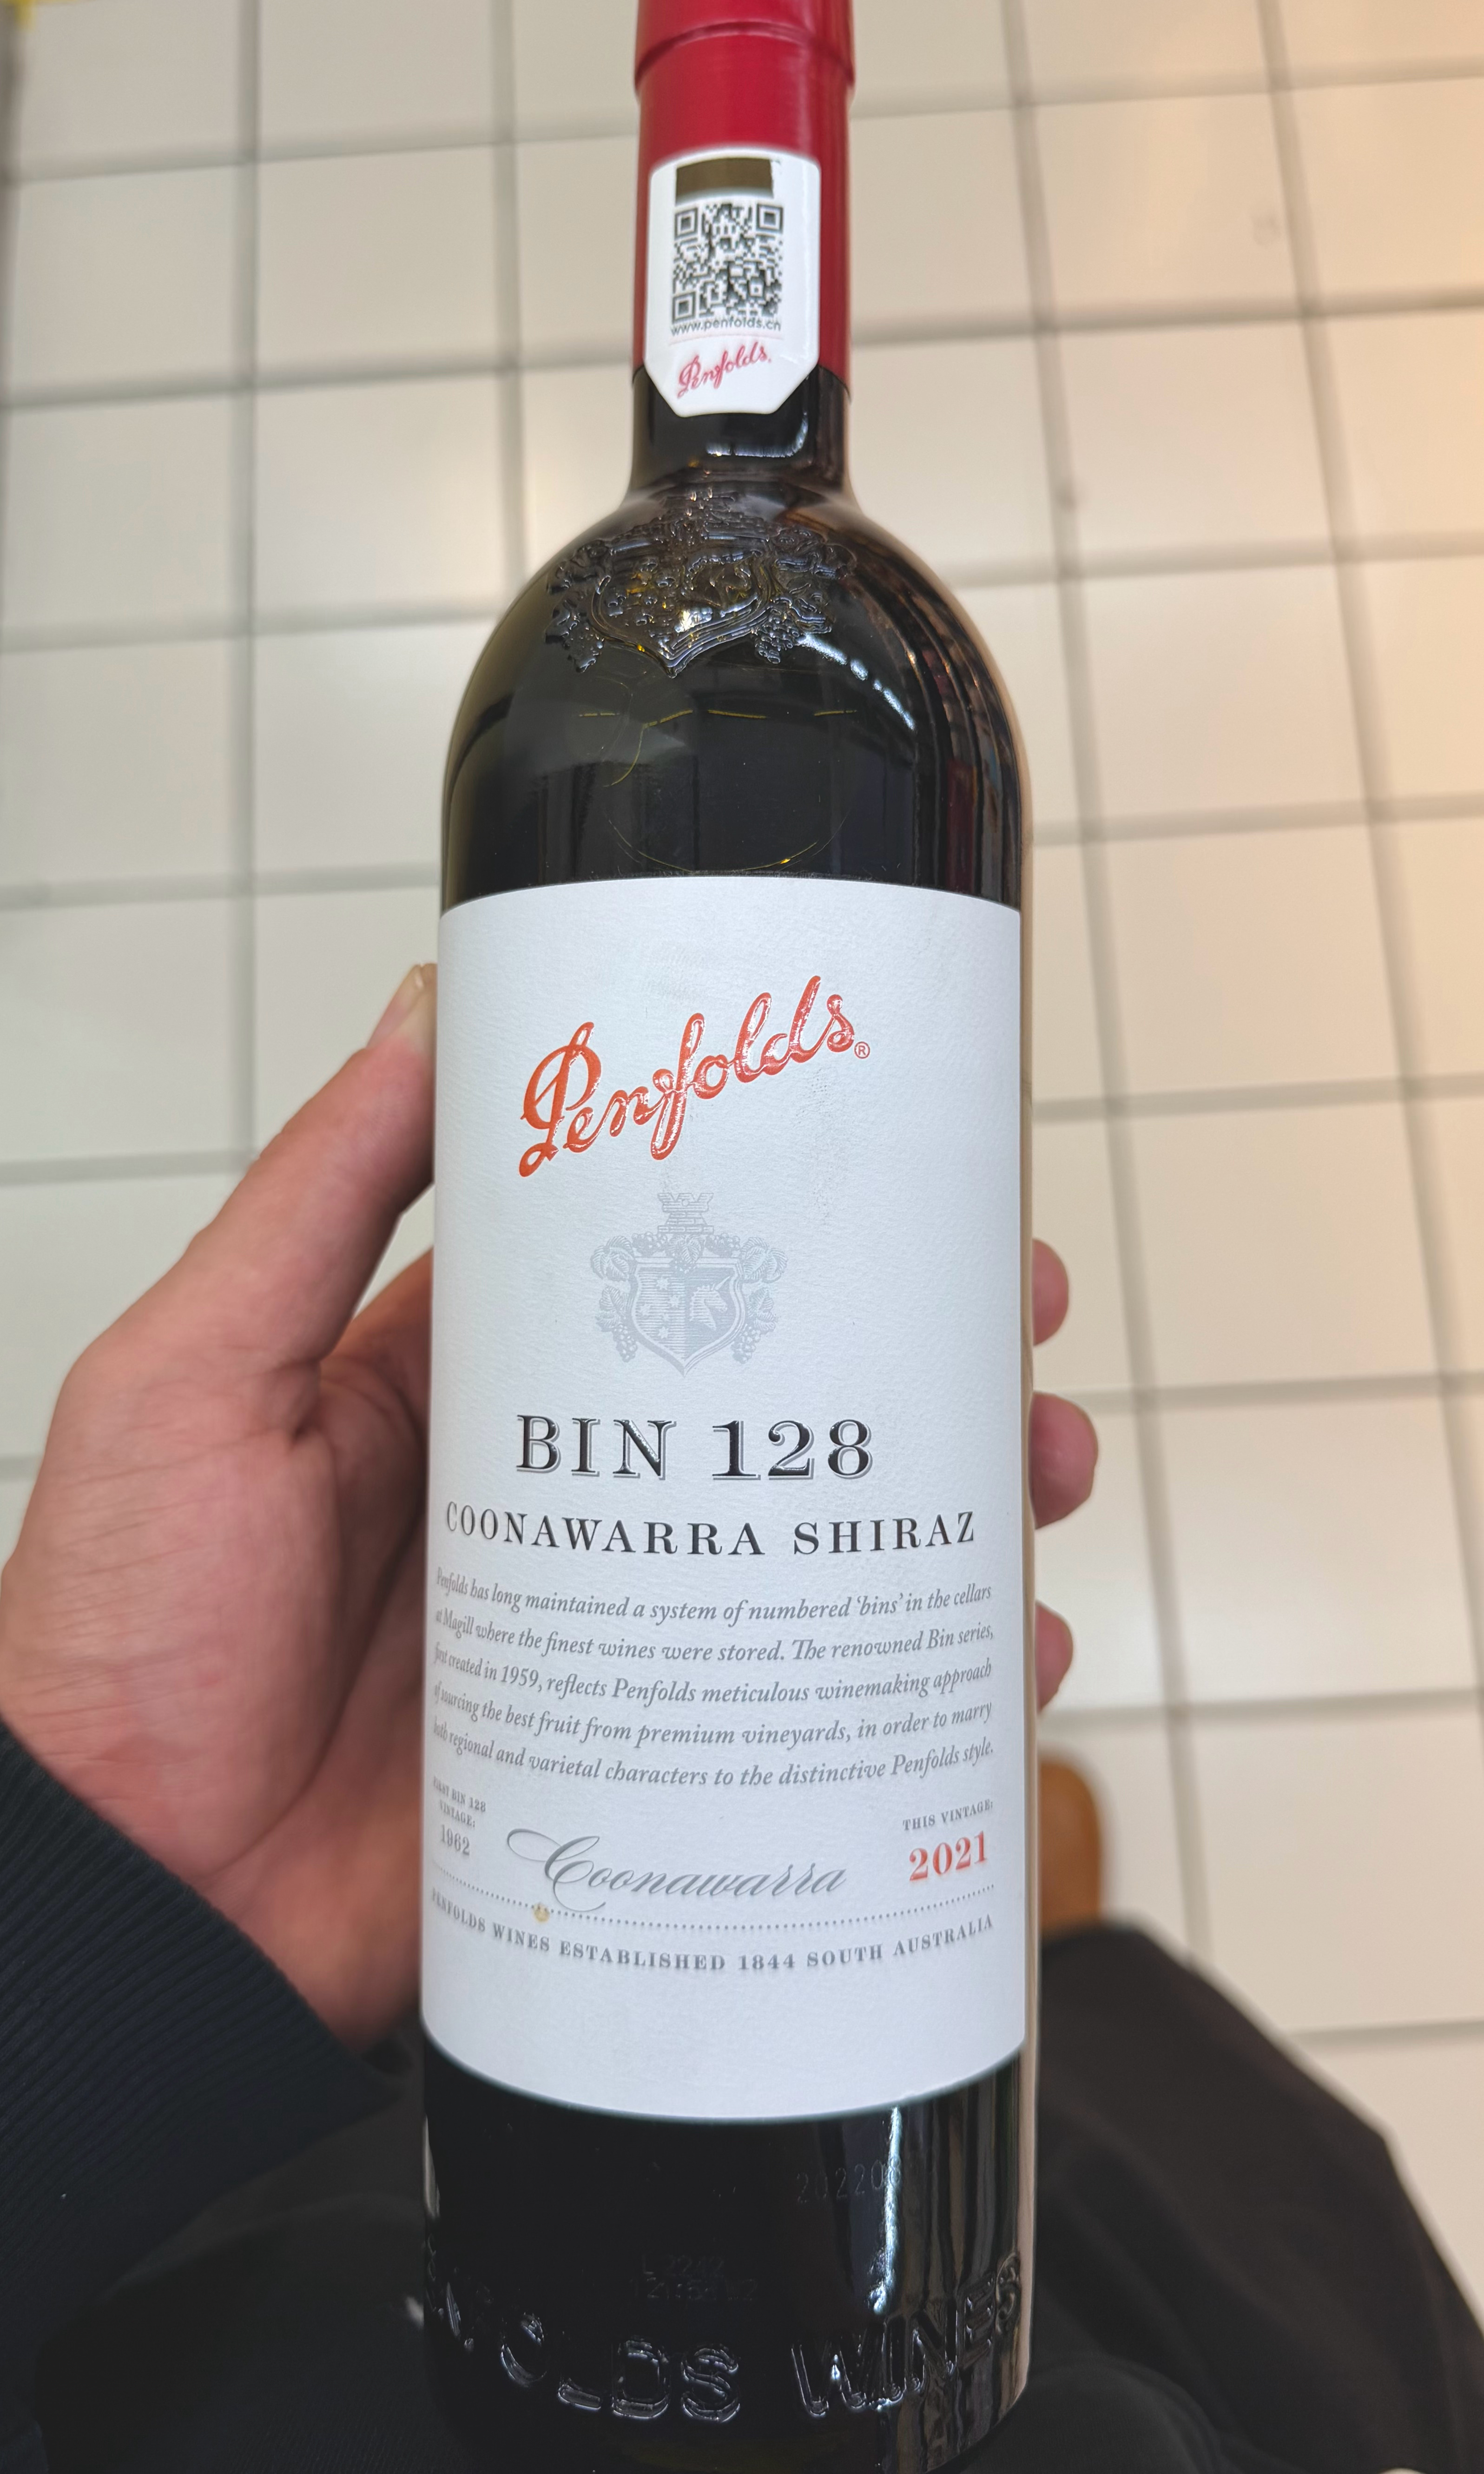 www.penfolds.cn
Penfolds.
Penfolds®
BIN 128
COONAWARRA SHIRAZ
Penfolds has long maintained a system of numbered ‘bins’ in the cellars
at Magill where the finest wines were stored. The renowned Bin series,
first created in 1959, reflects Penfolds meticulous winemaking approach
of sourcing the best fruit from premium vineyards, in order to marry
both regional and varietal characters to the distinctive Penfolds style.
FIRST BIN 128
VINTAGE:
1962
Coonawarra
THIS VINTAGE:
2021
PENFOLDS WINES ESTABLISHED 1844 SOUTH AUSTRALIA
PENFOLDS WINES